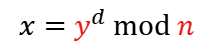 x = y^d mod n